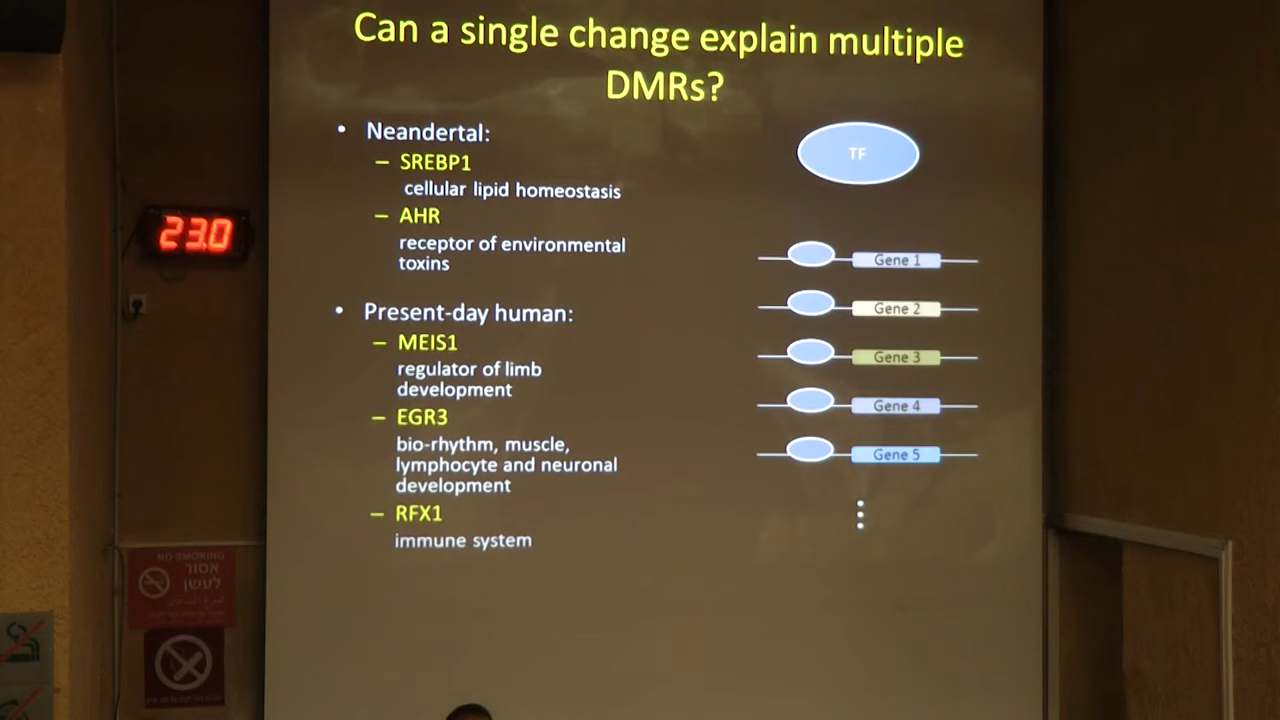 Can a single change explain multiple
DMRs?
• Neandertal:
– SREBP1
cellular lipid homeostasis
– AHR
receptor of environmental
toxins
• Present-day human:
– MEIS1
regulator of limb
development
– EGR3
bio-rhythm, muscle,
lymphocyte and neuronal
development
– RFX1
immune system
TF
Gene 1
Gene 2
Gene 3
Gene 4
Gene 5
23.0
NO SMOKING
אסור
לעשן